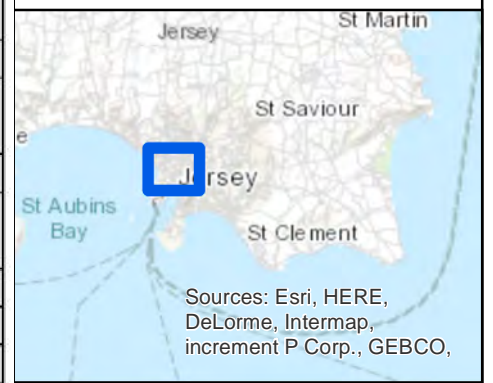 St Martin
Jersey
St Saviour
e
Jersey
St Aubins
Bay
St Clement
Sources: Esri, HERE,
DeLorme, Intermap,
increment P Corp., GEBCO,